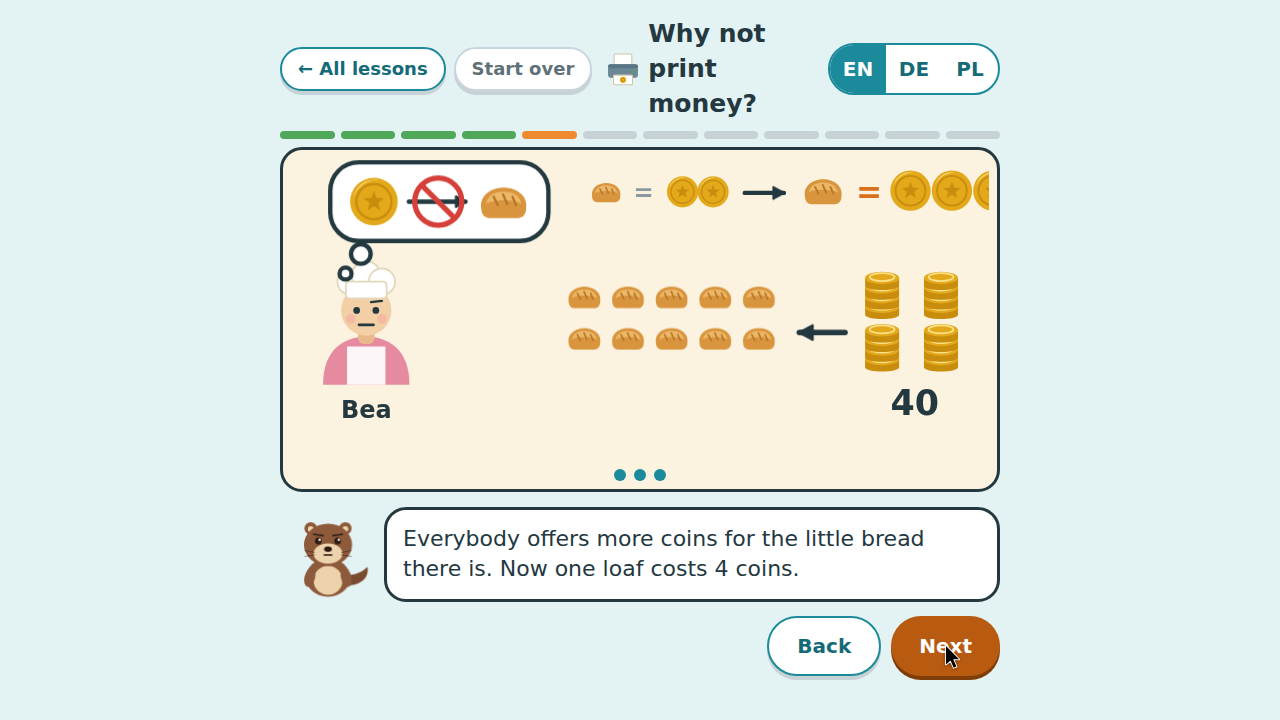 ← All lessons
Start over
Why not
print
money?
EN DE PL
=
=
Bea
40
Everybody offers more coins for the little bread
there is. Now one loaf costs 4 coins.
Back
Next